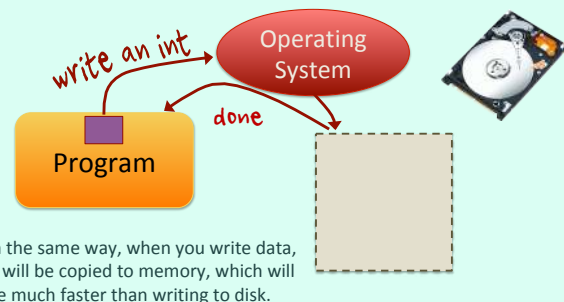 write an int
Operating
System
done
Program
the same way, when you write data,
will be copied to memory, which will
much faster than writing to disk.